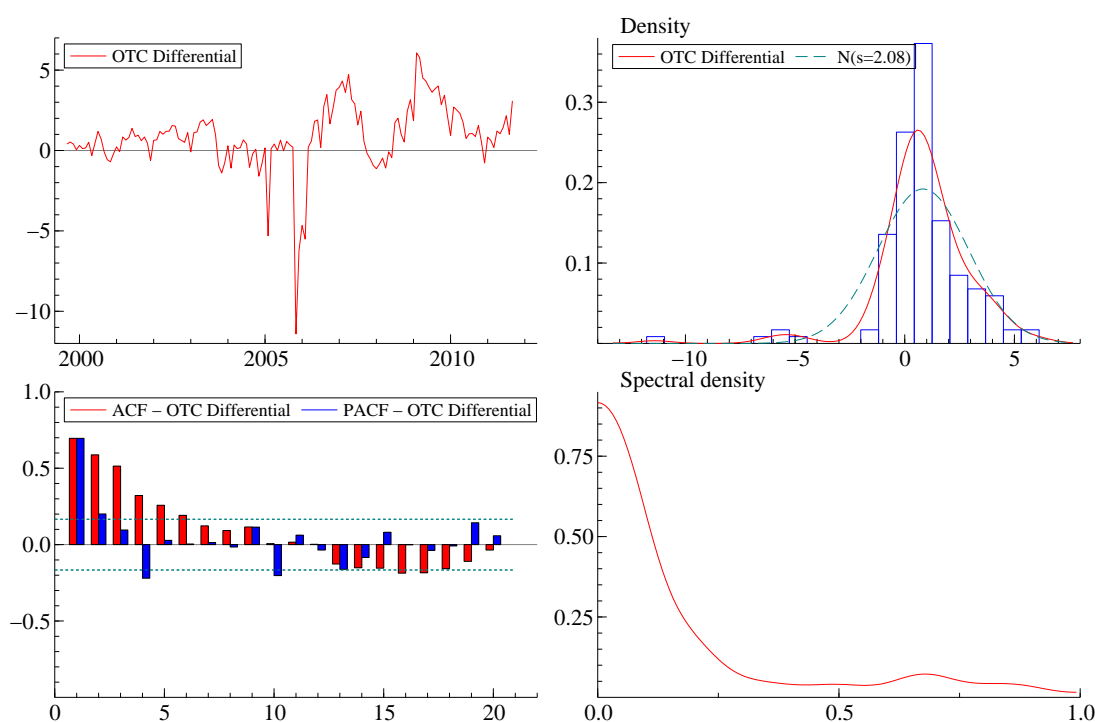 OTC Differential
5
0
−5
−10
2000 2005 2010
Density
OTC Differential N(s=2.08)
0.3
0.2
0.1
−10 −5 0 5
ACF − OTC Differential PACF − OTC Differential
1.0
0.5
0.0
−0.5
0 5 10 15 20
Spectral density
0.75
0.50
0.25
0.0 0.5 1.0